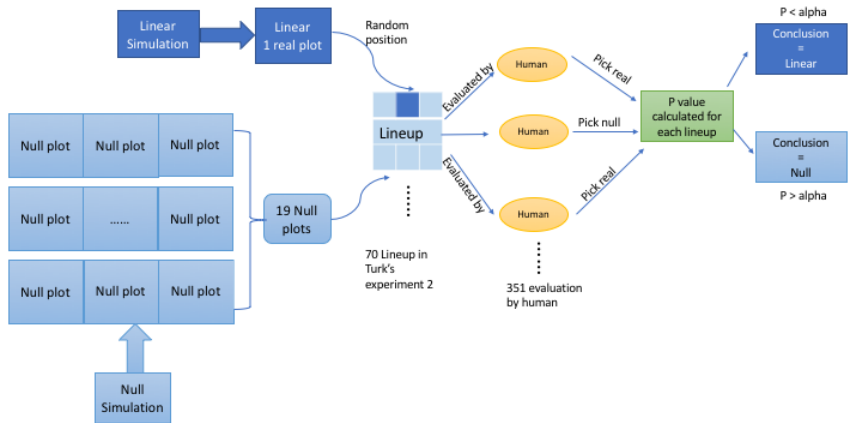 Linear
Simulation
Linear
1 real plot
Random
position
Null plot
Null plot
Null plot
Null plot
......
Null plot
Null plot
Null plot
Null plot
Null
Simulation
19 Null
plots
Lineup
70 Lineup in
Turk's
experiment 2
Evaluated by
Evaluated by
Human
Human
Human
351 evaluation
by human
Pick real
Pick null
Pick real
P value
calculated for
each lineup
P < alpha
Conclusion
=
Linear
Conclusion
=
Null
P > alpha